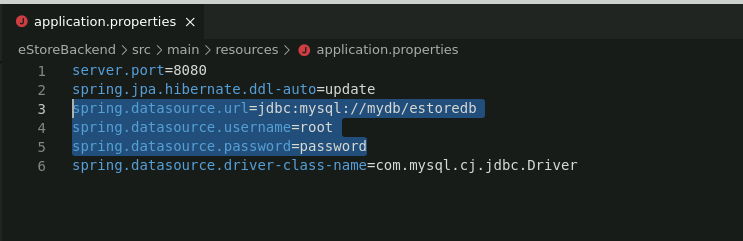 application.properties
eStoreBackend > src > main > resources > application.properties
1 server.port=8080
2 spring.jpa.hibernate.ddl-auto=update
3 spring.datasource.url=jdbc:mysql://mydb/estoredb
4 spring.datasource.username=root
5 spring.datasource.password=password
6 spring.datasource.driver-class-name=com.mysql.cj.jdbc.Driver